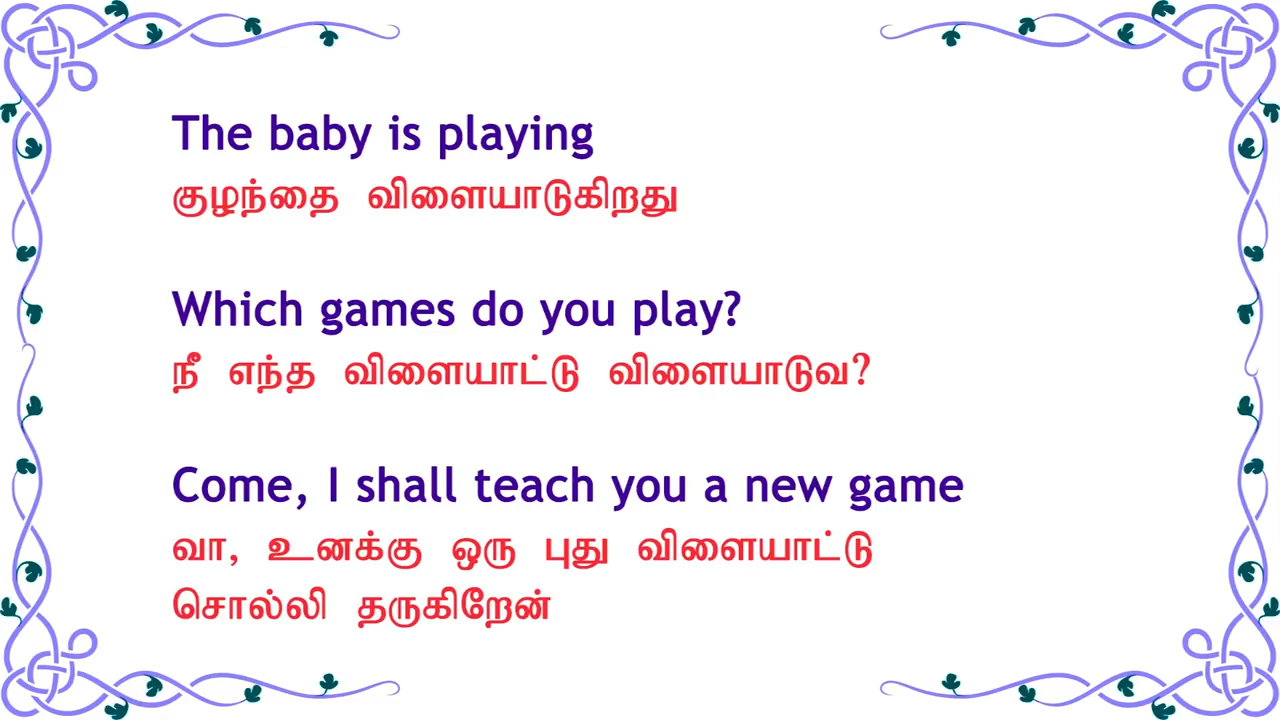 The baby is playing
குழந்தை விளையாடுகிறது
Which games do you play?
நீ எந்த விளையாட்டு விளையாடுவ?
Come, I shall teach you a new game
வா, உனக்கு ஒரு புது விளையாட்டு
சொல்லி தருகிறேன்